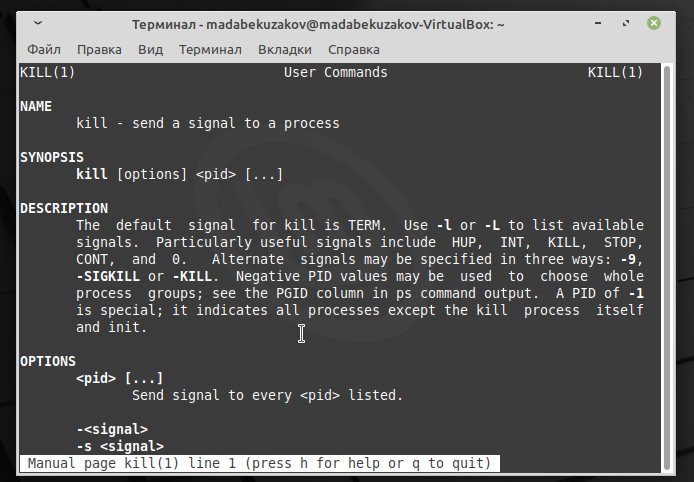 Терминал - madabekuzakov@madabekuzakov-VirtualBox: ~
Файл Правка Вид Терминал Вкладки Справка
KILL(1) User Commands KILL(1)
NAME
kill - send a signal to a process
SYNOPSIS
kill [options] <pid> [...]
DESCRIPTION
The default signal for kill is TERM. Use -l or -L to list available
signals. Particularly useful signals include HUP, INT, KILL, STOP,
CONT, and 0. Alternate signals may be specified in three ways: -9,
-SIGKILL or -KILL. Negative PID values may be used to choose whole
process groups; see the PGID column in ps command output. A PID of -1
is special; it indicates all processes except the kill process itself
and init.
OPTIONS
<pid> [...]
Send signal to every <pid> listed.
-<signal>
-s <signal>
Manual page kill(1) line 1 (press h for help or q to quit)